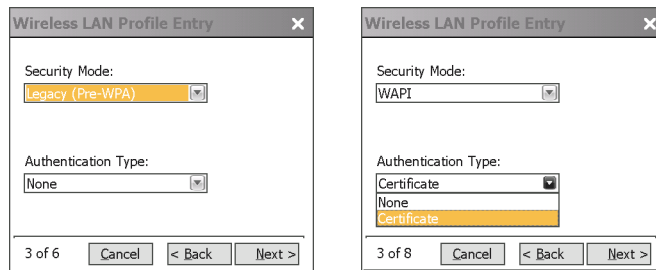 Wireless LAN Profile Entry
Security Mode:
Legacy (Pre-WPA)
Authentication Type:
None
3 of 6 Cancel < Back Next >
Wireless LAN Profile Entry
Security Mode:
WAPI
Authentication Type:
Certificate
None
Certificate
3 of 8 Cancel < Back Next >